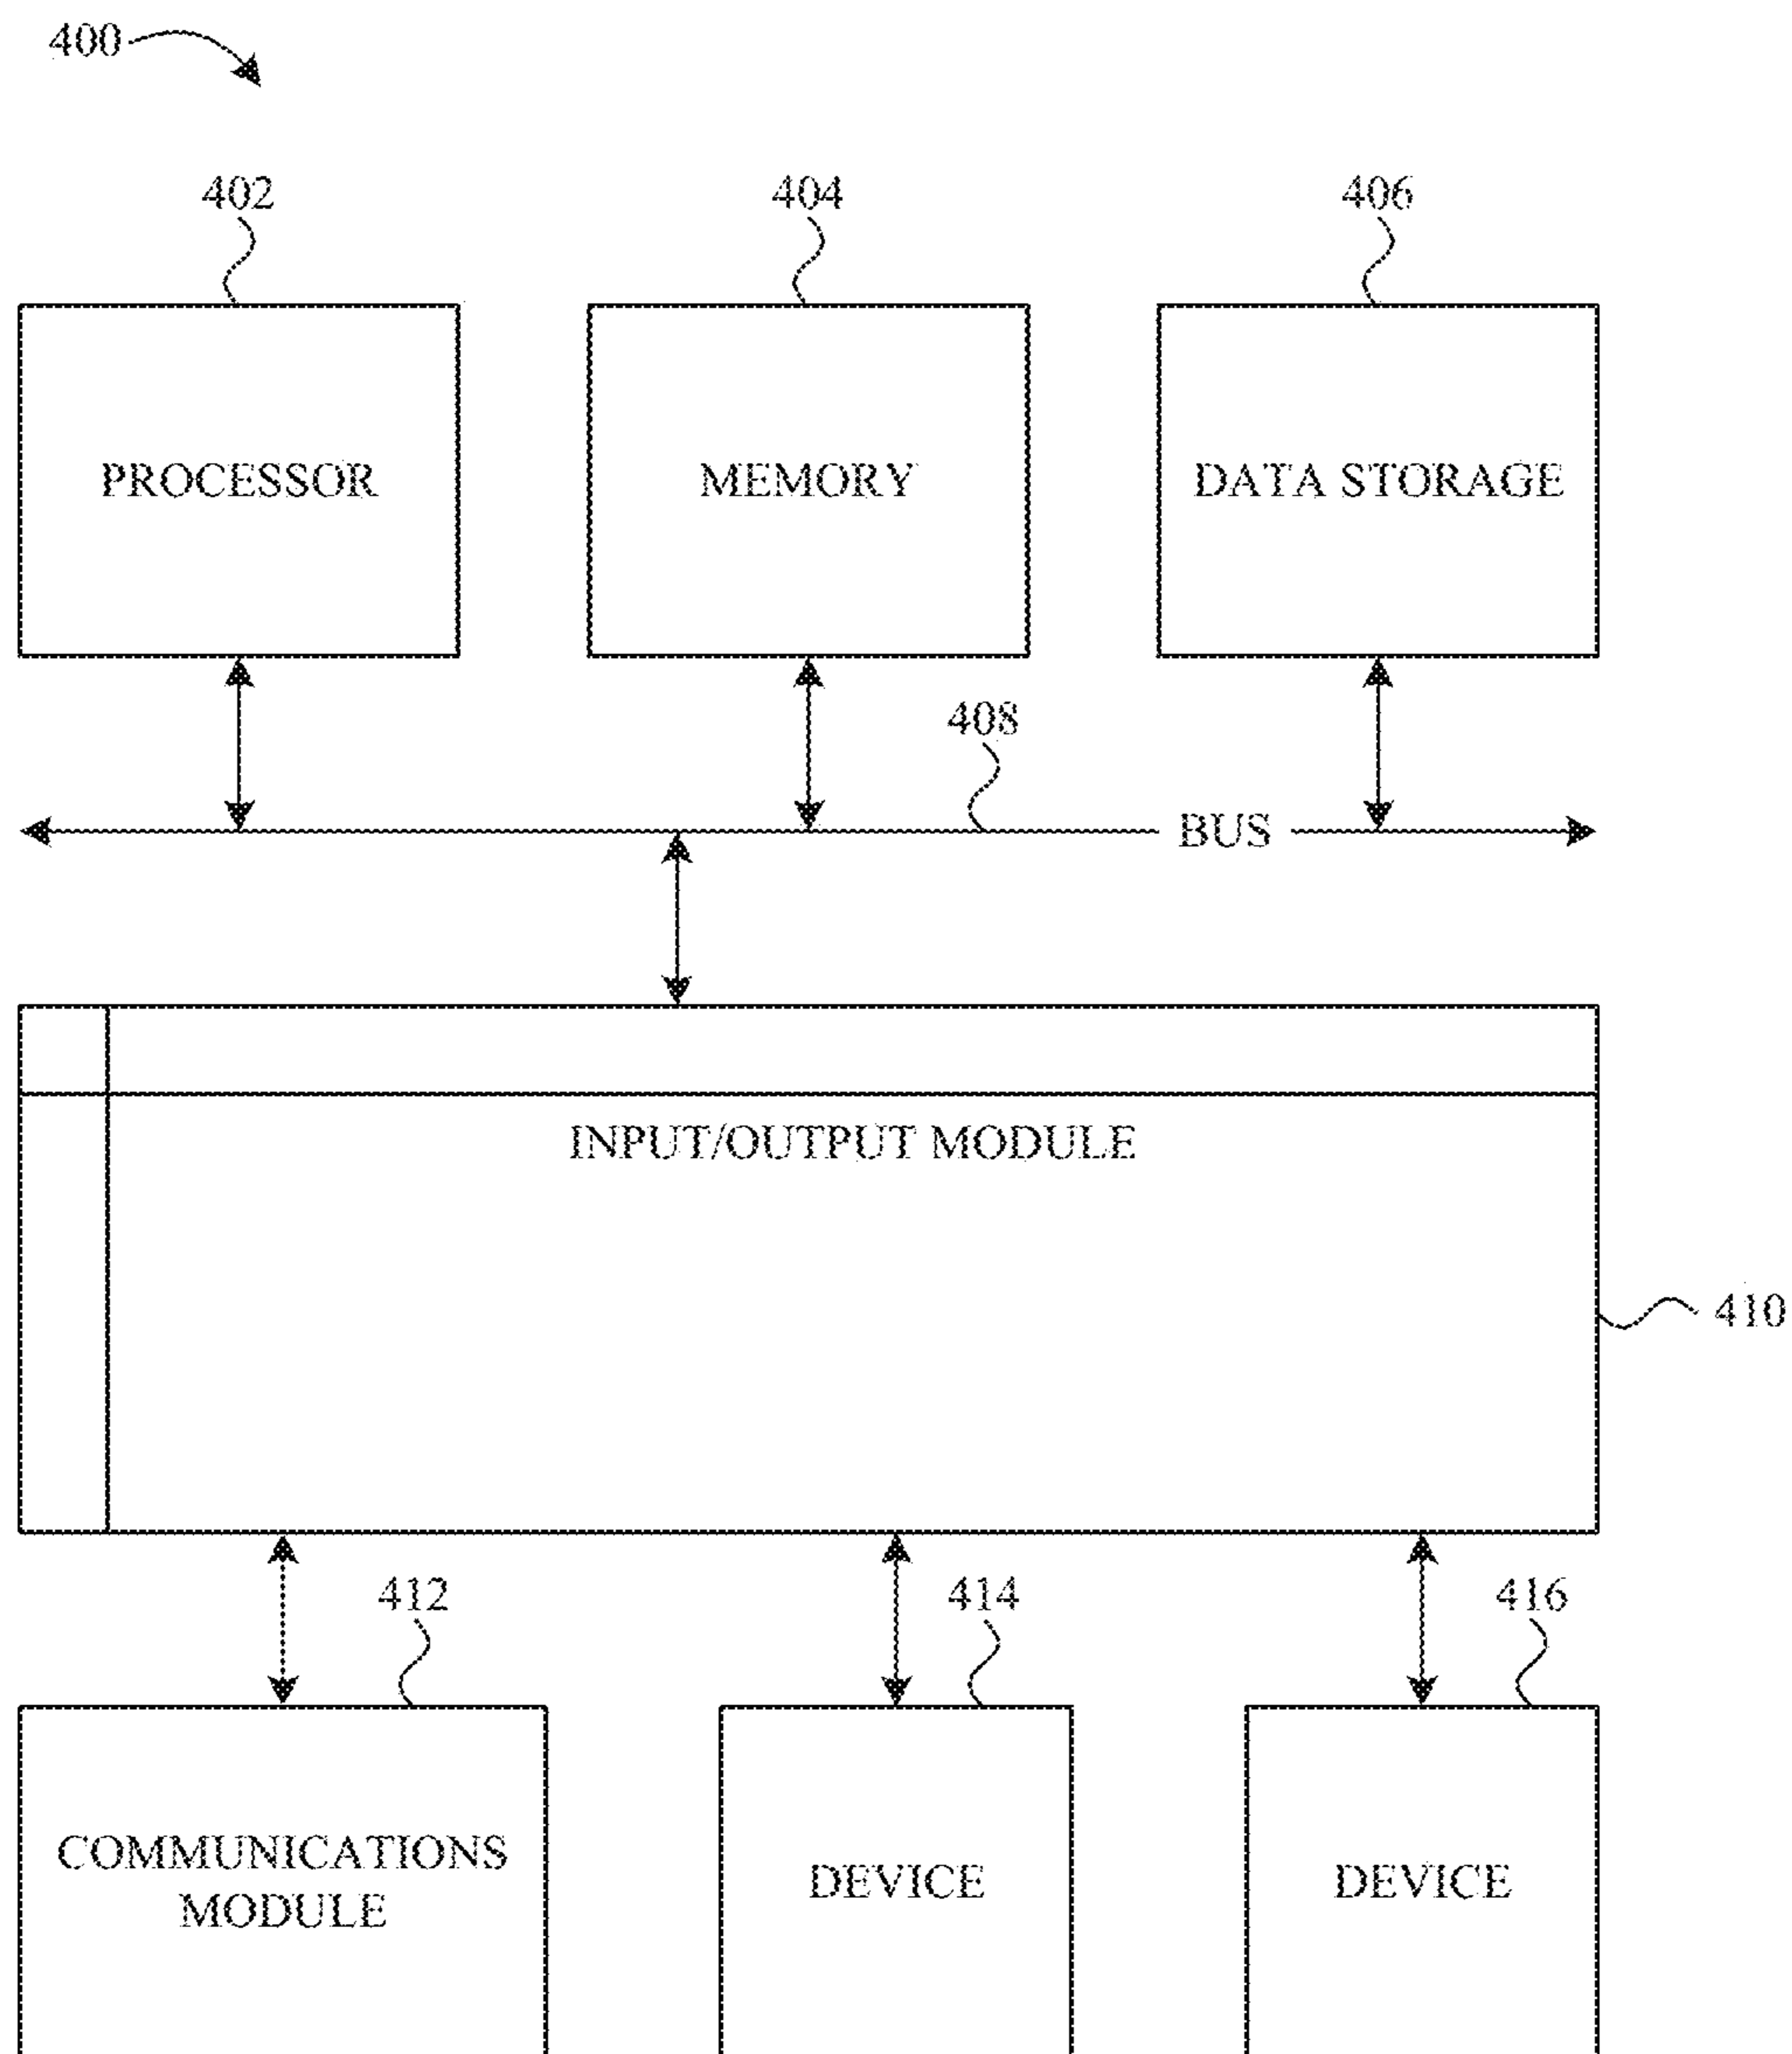 400
402
404
406
PROCESSOR
MEMORY
DATA STORAGE
408
BUS
INPUT/OUTPUT MODULE
410
412
414
416
COMMUNICATIONS
MODULE
DEVICE
DEVICE